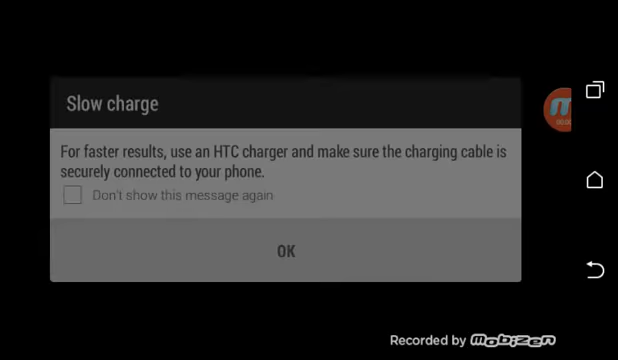 Slow charge
For faster results, use an HTC charger and make sure the charging cable is
securely connected to your phone.
Don't show this message again
OK
Recorded by mobizen